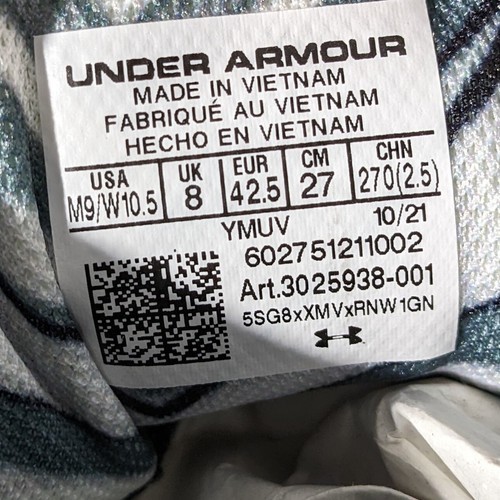 UNDER ARMOUR
MADE IN VIETNAM
FABRIQUÉ AU VIETNAM
HECHO EN VIETNAM
USA UK EUR CM CHN
M9/W10.5 8 42.5 27 270(2.5)
YMUV 10/21
602751211002
Art.3025938-001
5SG8xXMVxRNW1GN